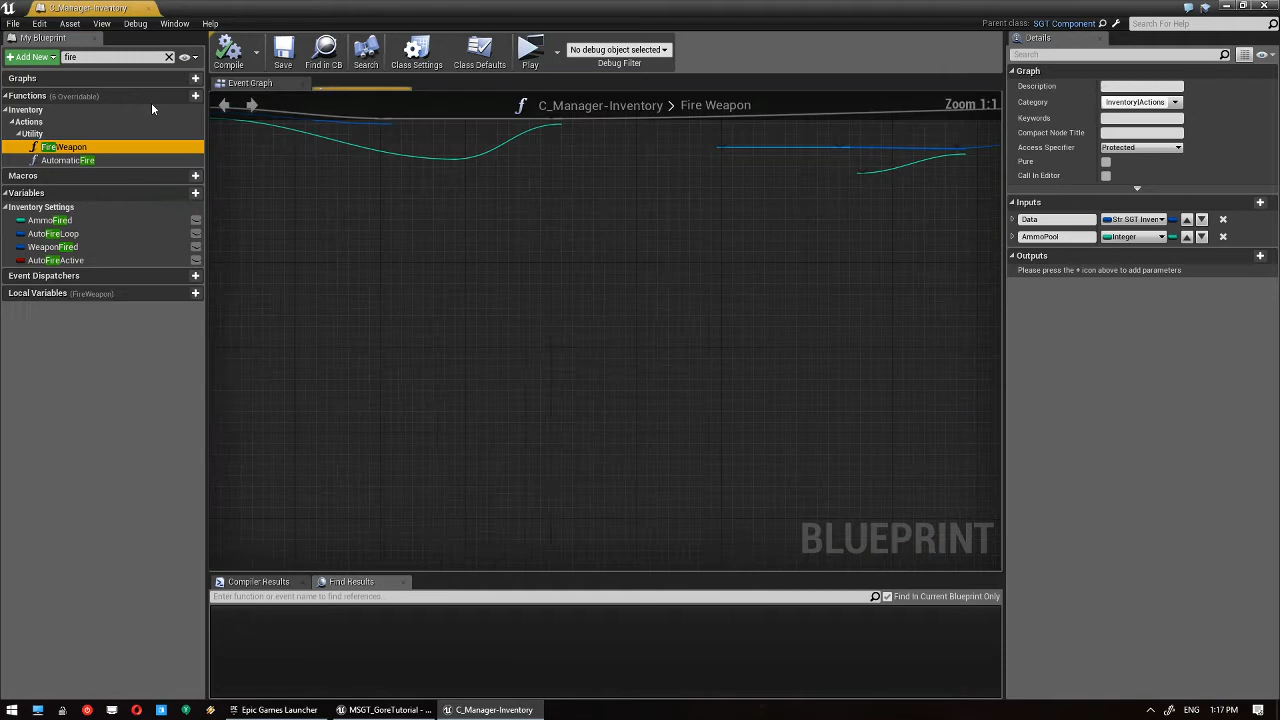 C_Manager-Inventory
File Edit Asset View Debug Window Help
Parent class: SGT Component
Search For Help
My Blueprint
Details
Add New
fire
Compile
Save
Find in CB
Search
Class Settings
Class Defaults
Play
No debug object selected
Debug Filter
Search
Graphs
Functions (6 Overridable)
Inventory
Actions
Utility
FireWeapon
AutomaticFire
Macros
Variables
Inventory Settings
AmmoFired
AutoFireLoop
WeaponFired
AutoFireActive
Event Dispatchers
Local Variables (FireWeapon)
Event Graph
C_Manager-Inventory > Fire Weapon
Zoom 1:1
BLUEPRINT
Graph
Description
Category Inventory|Actions
Keywords
Compact Node Title
Access Specifier Protected
Pure
Call In Editor
Inputs
Data Str SGT Inven
AmmoPool Integer
Outputs
Please press the + icon above to add parameters
Compiler Results
Find Results
Enter function or event name to find references...
Find In Current Blueprint Only
Epic Games Launcher
MSGT_GoreTutorial - ...
C_Manager-Inventory
1:17 PM